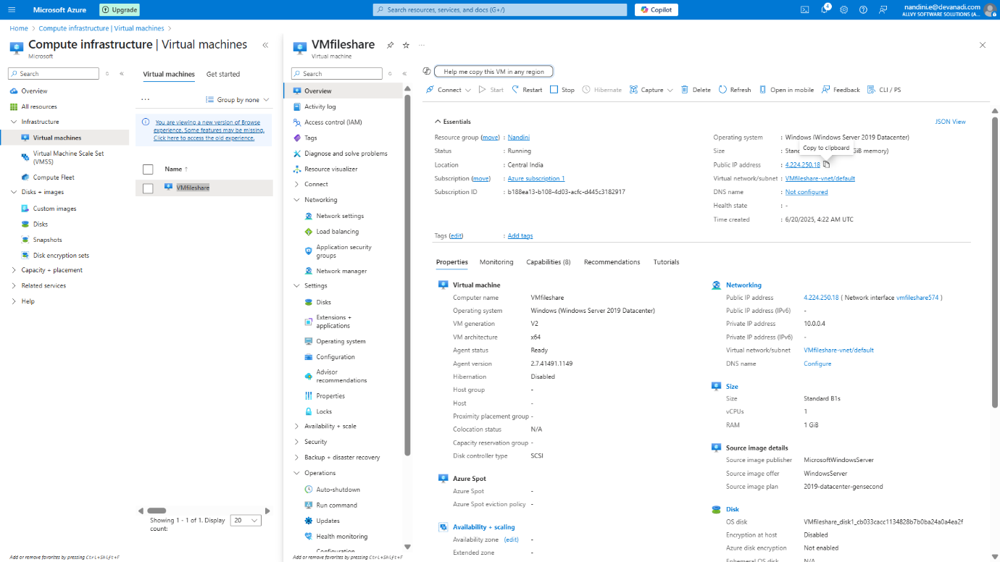 Microsoft Azure
Upgrade
Search resources, services, and docs (G+/)
Copilot
4
nandini.e@devanadi.com
ALLVY SOFTWARE SOLUTIONS (A...
Home > Compute infrastructure | Virtual machines >
Compute infrastructure | Virtual machines
Microsoft
Search
Overview
All resources
Infrastructure
Virtual machines
Virtual Machine Scale Set
(VMSS)
Compute Fleet
Disks + images
Custom images
Disks
Snapshots
Disk encryption sets
Capacity + placement
Related services
Help
Add or remove favorites by pressing Ctrl+Shift+F
Virtual machines
Get started
Group by none
You are viewing a new version of Browse
experience. Some features may be missing.
Click here to access the old experience.
Name ↑
VMfileshare
Showing 1 - 1 of 1. Display
count:
20
VMfileshare
Virtual machine
Search
Overview
Activity log
Access control (IAM)
Tags
Diagnose and solve problems
Resource visualizer
Connect
Networking
Network settings
Load balancing
Application security
groups
Network manager
Settings
Disks
Extensions +
applications
Operating system
Configuration
Advisor
recommendations
Properties
Locks
Availability + scale
Security
Backup + disaster recovery
Operations
Auto-shutdown
Run command
Updates
Health monitoring
Configuration
Add or remove favorites by pressing Ctrl+Shift+F
Help me copy this VM in any region
Connect
Start
Restart
Stop
Hibernate
Capture
Delete
Refresh
Open in mobile
Feedback
CLI / PS
Essentials
JSON View
Resource group (move) : Nandini
Status : Running
Location : Central India
Subscription (move) : Azure subscription 1
Subscription ID : b188ea13-b108-4d03-acfc-d445c3182917
Operating system : Windows (Windows Server 2019 Datacenter)
Copy to clipboard
Size : Stan GiB memory)
Public IP address : 4.224.250.18
Virtual network/subnet : VMfileshare-vnet/default
DNS name : Not configured
Health state : -
Time created : 6/20/2025, 4:22 AM UTC
Tags (edit) : Add tags
Properties
Monitoring
Capabilities (8)
Recommendations
Tutorials
Virtual machine
Computer name VMfileshare
Operating system Windows (Windows Server 2019 Datacenter)
VM generation V2
VM architecture x64
Agent status Ready
Agent version 2.7.41491.1149
Hibernation Disabled
Host group -
Host -
Proximity placement group -
Colocation status N/A
Capacity reservation group -
Disk controller type SCSI
Azure Spot
Azure Spot -
Azure Spot eviction policy -
Availability + scaling
Availability zone (edit) -
Extended zone -
Networking
Public IP address 4.224.250.18 ( Network interface vmfileshare574 )
Public IP address (IPv6) -
Private IP address 10.0.0.4
Private IP address (IPv6) -
Virtual network/subnet VMfileshare-vnet/default
DNS name Configure
Size
Size Standard B1s
vCPUs 1
RAM 1 GiB
Source image details
Source image publisher MicrosoftWindowsServer
Source image offer WindowsServer
Source image plan 2019-datacenter-gensecond
Disk
OS disk VMfileshare_disk1_cb033cacc1134828b7b0ba24a0a4ea2f
Encryption at host Disabled
Azure disk encryption Not enabled
Ephemeral OS disk N/A